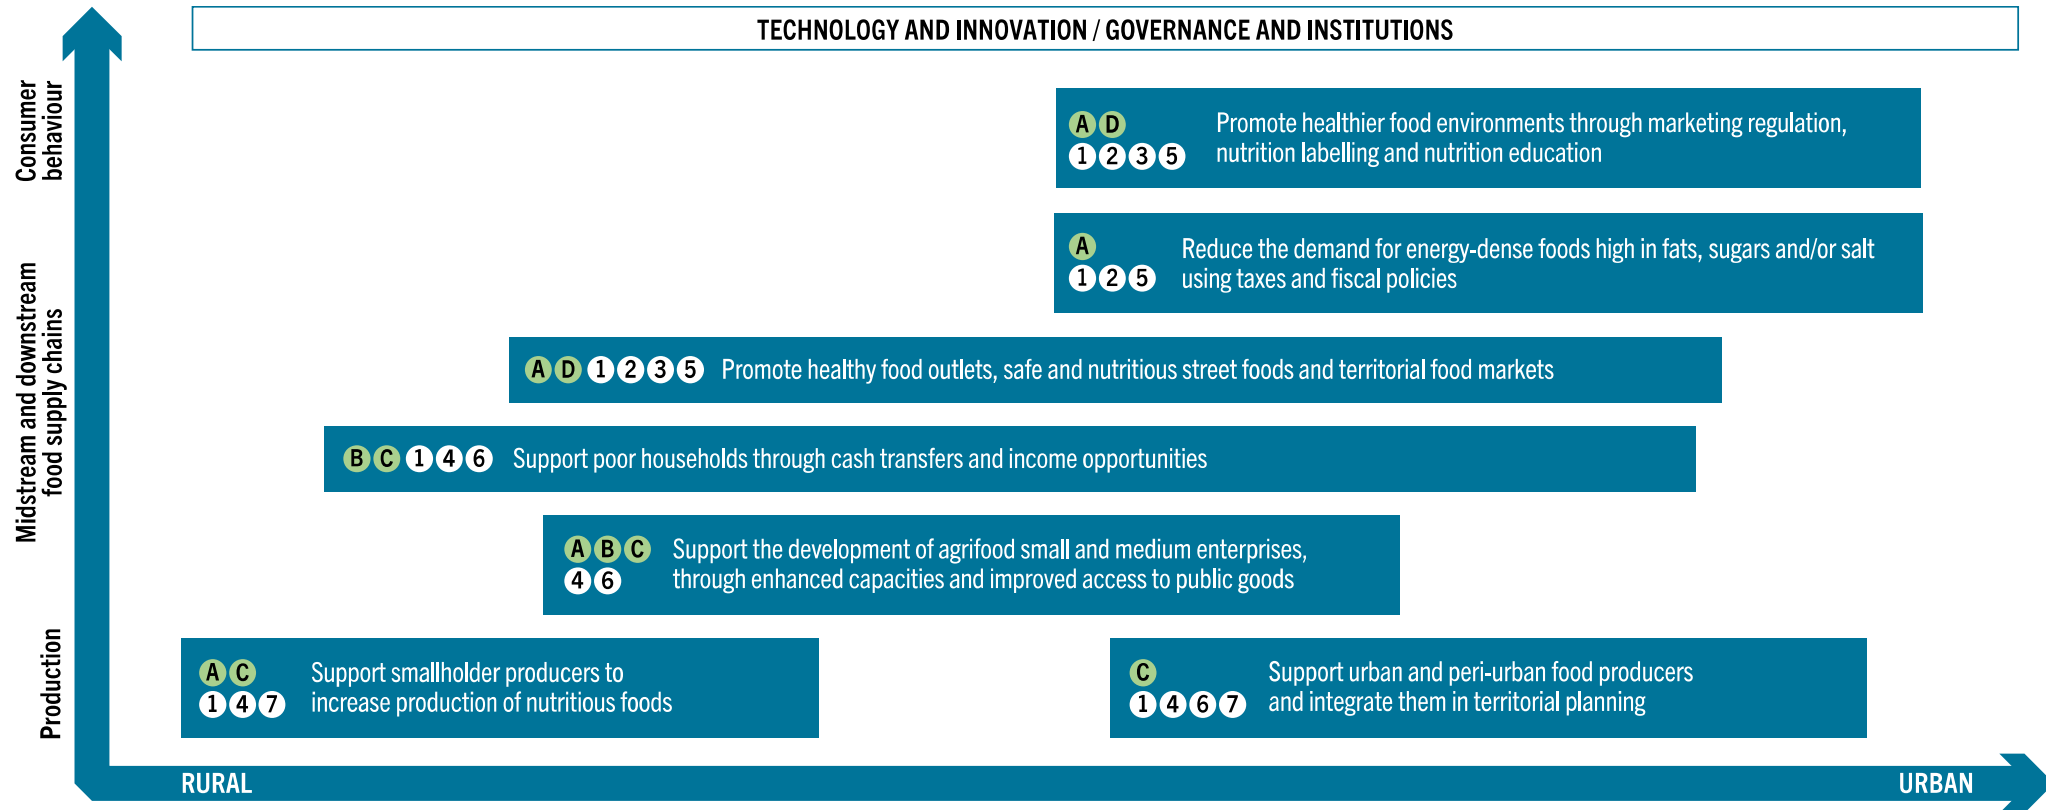 TECHNOLOGY AND INNOVATION / GOVERNANCE AND INSTITUTIONS
Consumer
behaviour
A D
1 2 3 5
Promote healthier food environments through marketing regulation,
nutrition labelling and nutrition education
A
1 2 5
Reduce the demand for energy-dense foods high in fats, sugars and/or salt
using taxes and fiscal policies
Midstream and downstream
food supply chains
A D 1 2 3 5 Promote healthy food outlets, safe and nutritious street foods and territorial food markets
B C 1 4 6 Support poor households through cash transfers and income opportunities
A B C
4 6
Support the development of agrifood small and medium enterprises,
through enhanced capacities and improved access to public goods
Production
A C
1 4 7
Support smallholder producers to
increase production of nutritious foods
C
1 4 6 7
Support urban and peri-urban food producers
and integrate them in territorial planning
RURAL
URBAN